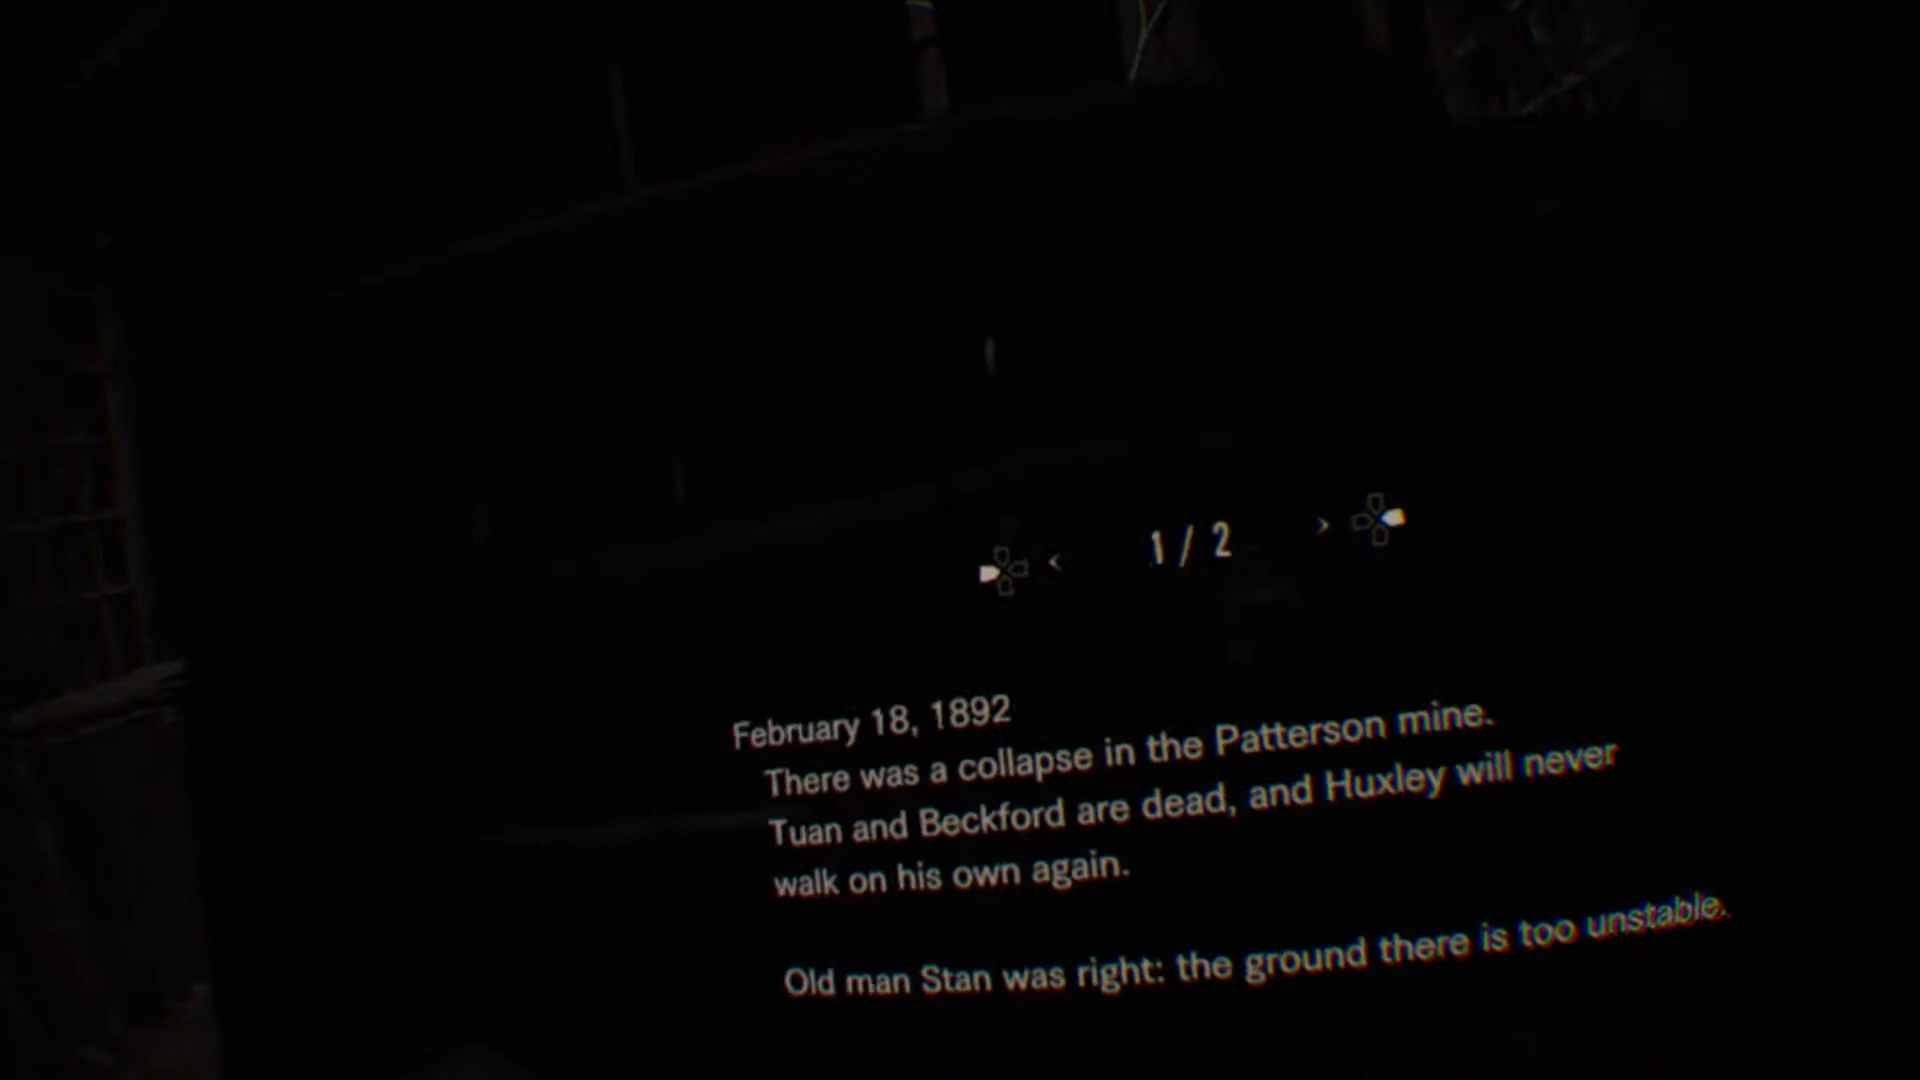 1 / 2
February 18, 1892
There was a collapse in the Patterson mine.
Tuan and Beckford are dead, and Huxley will never
walk on his own again.
Old man Stan was right: the ground there is too unstable.